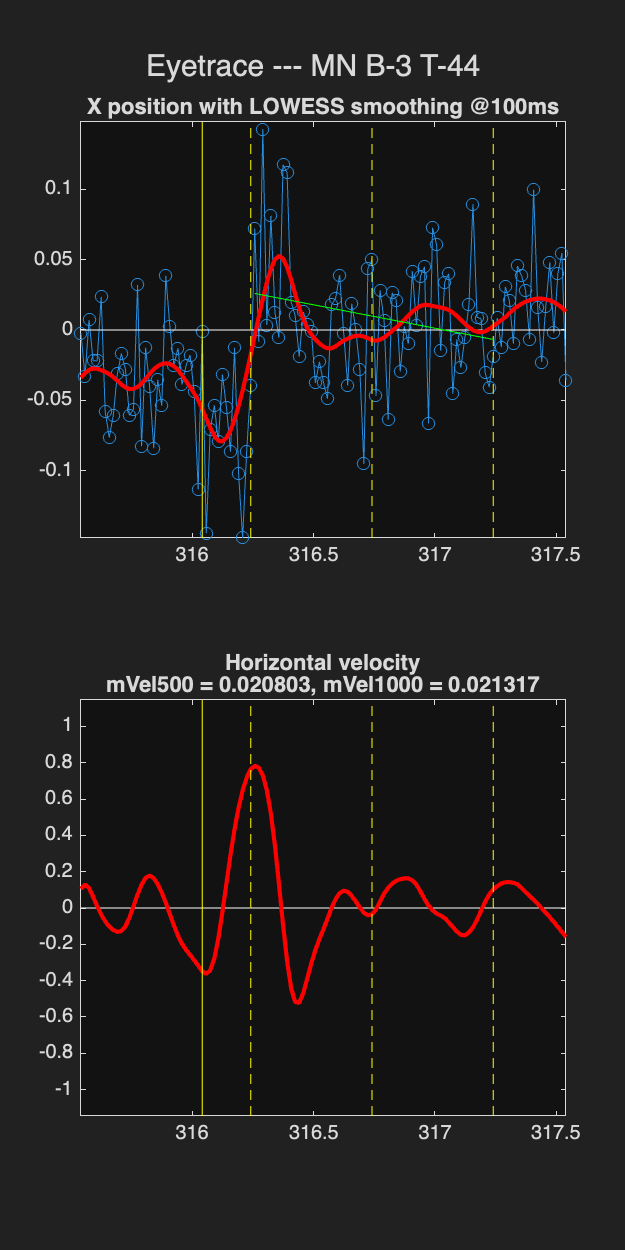 Eyetrace --- MN B-3 T-44
X position with LOWESS smoothing @100ms
0.1
0.05
0
-0.05
-0.1
316 316.5 317 317.5
Horizontal velocity
mVel500 = 0.020803, mVel1000 = 0.021317
1
0.8
0.6
0.4
0.2
0
-0.2
-0.4
-0.6
-0.8
-1
316 316.5 317 317.5